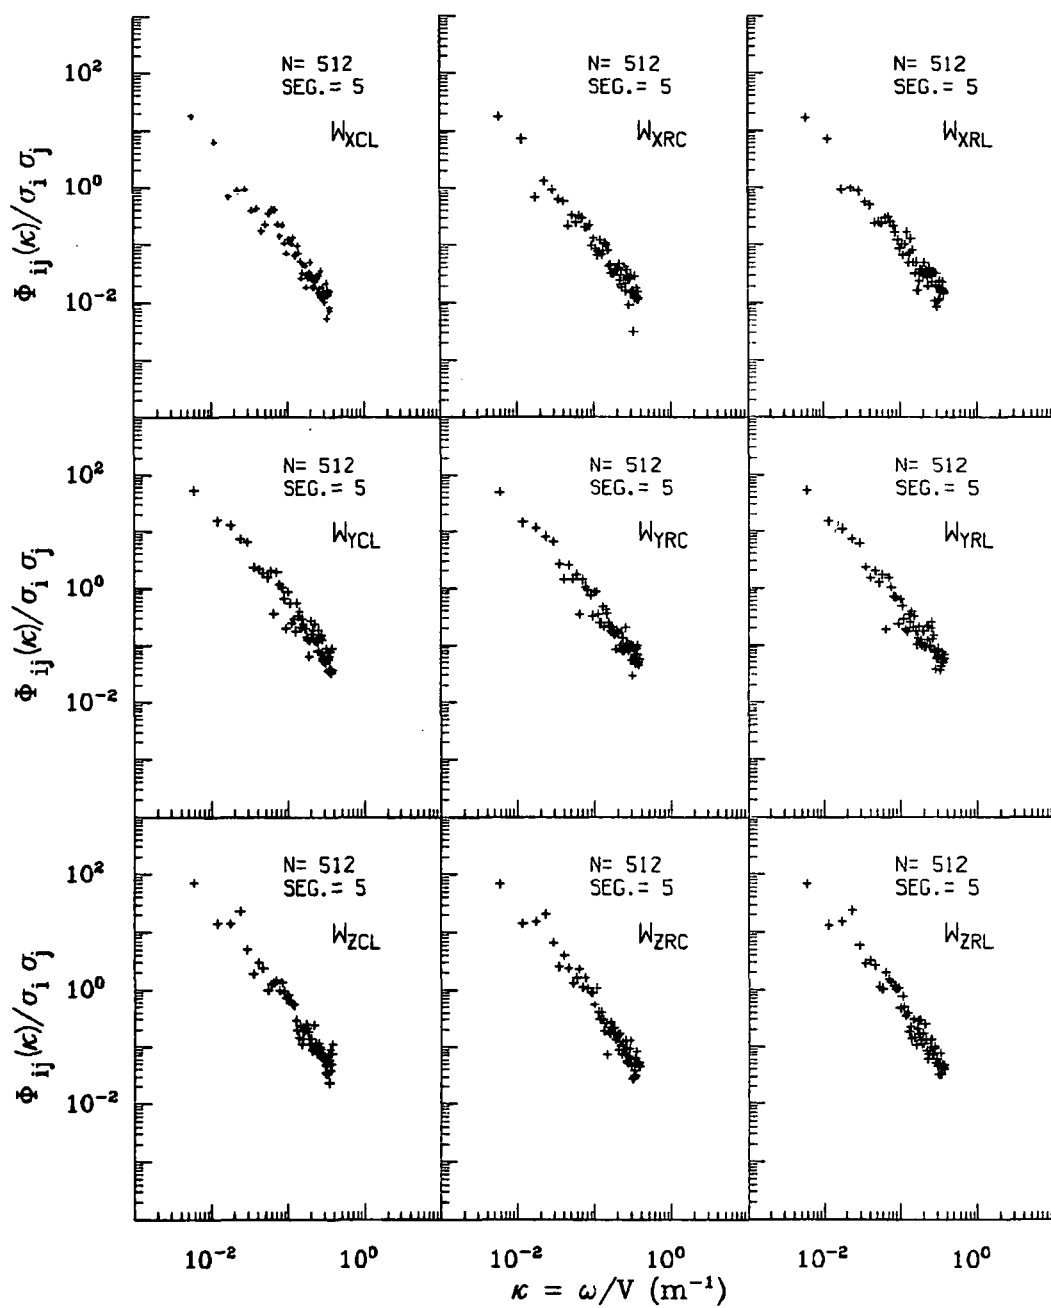 N= 512 N= 512 N= 512
SEG.= 5 SEG.= 5 SEG.= 5
W_XCL W_XRC W_XRL
10² 10⁰ 10⁻²
Φ_ij(κ)/σ_i σ_j
N= 512 N= 512 N= 512
SEG.= 5 SEG.= 5 SEG.= 5
W_YCL W_YRC W_YRL
10² 10⁰ 10⁻²
Φ_ij(κ)/σ_i σ_j
N= 512 N= 512 N= 512
SEG.= 5 SEG.= 5 SEG.= 5
W_ZCL W_ZRC W_ZRL
10² 10⁰ 10⁻²
Φ_ij(κ)/σ_i σ_j
10⁻² 10⁰ 10⁻² 10⁰ 10⁻² 10⁰
κ = ω/V (m⁻¹)